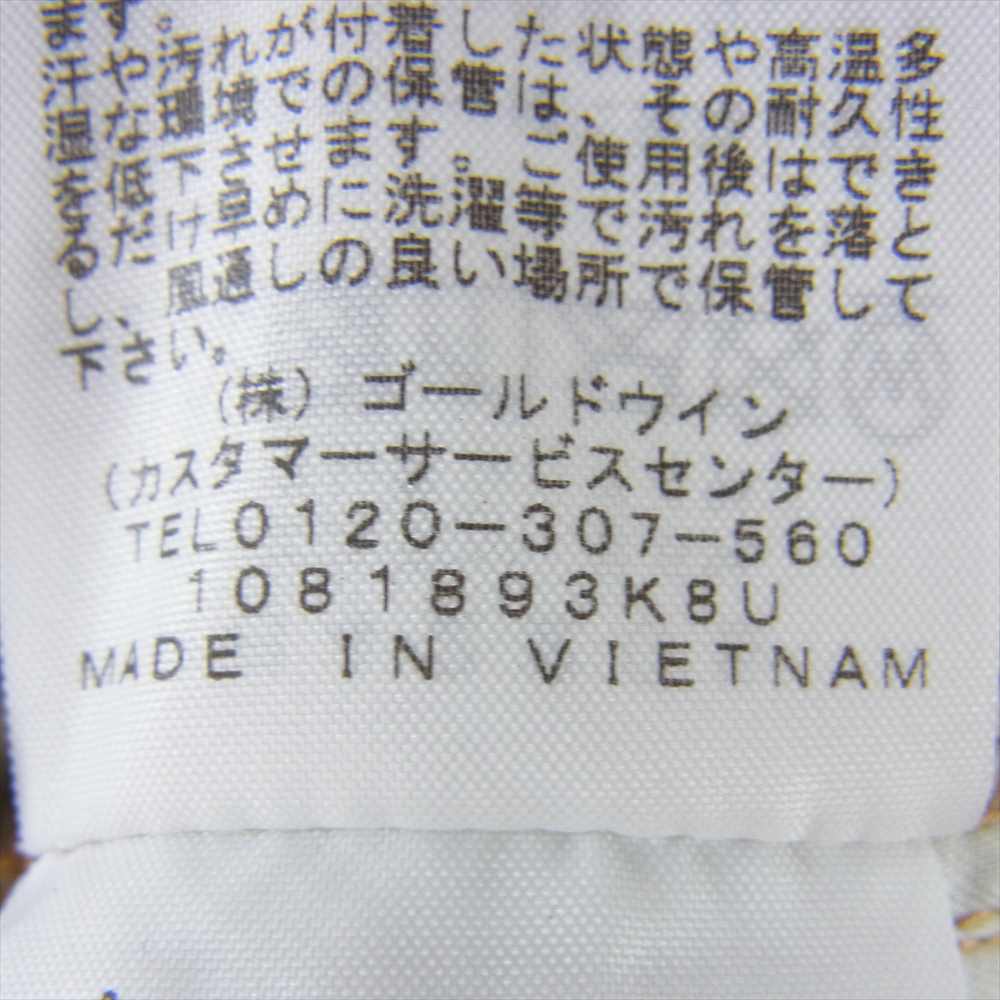 ます。
汗や汚れが付着した状態や高温多
温な環境での保管は、その耐久性
を低下させます。ご使用後はでき
るだけ早めに洗濯等で汚れを落と
し、風通しの良い場所で保管して
下さい。
(株)ゴールドウイン
(カスタマーサービスセンター)
TEL0120-307-560
1081893K8U
MADE IN VIETNAM